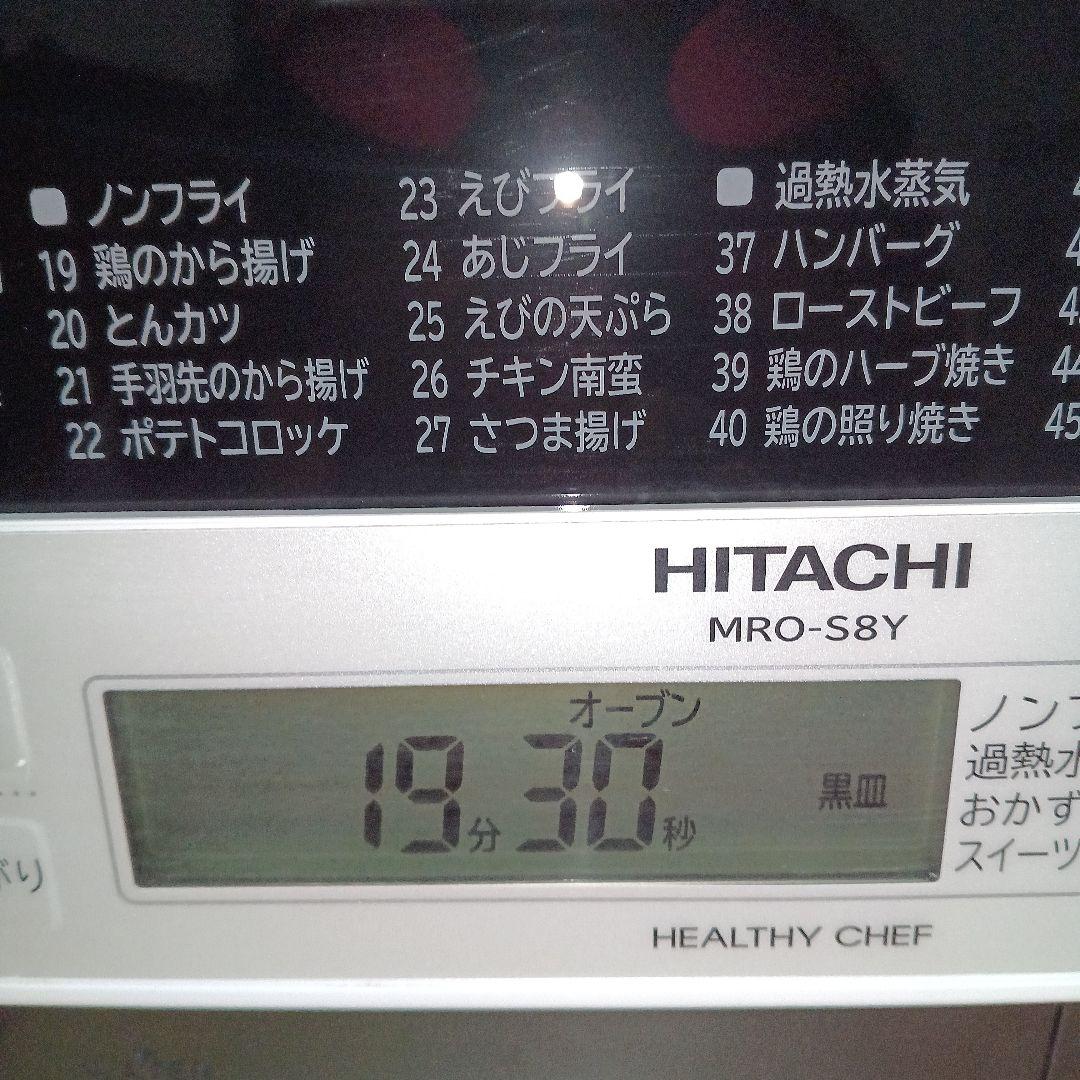 ノンフライ
19 鶏のから揚げ
20 とんカツ
21 手羽先のから揚げ
22 ポテトコロッケ
23 えびフライ
24 あじフライ
25 えびの天ぷら
26 チキン南蛮
27 さつま揚げ
過熱水蒸気
37 ハンバーグ
38 ローストビーフ
39 鶏のハーブ焼き
40 鶏の照り焼き
44
45
HITACHI
MRO-S8Y
オーブン
19分30秒
黒皿
ノンフ
過熱水
おかず
スイーツ
HEALTHY CHEF